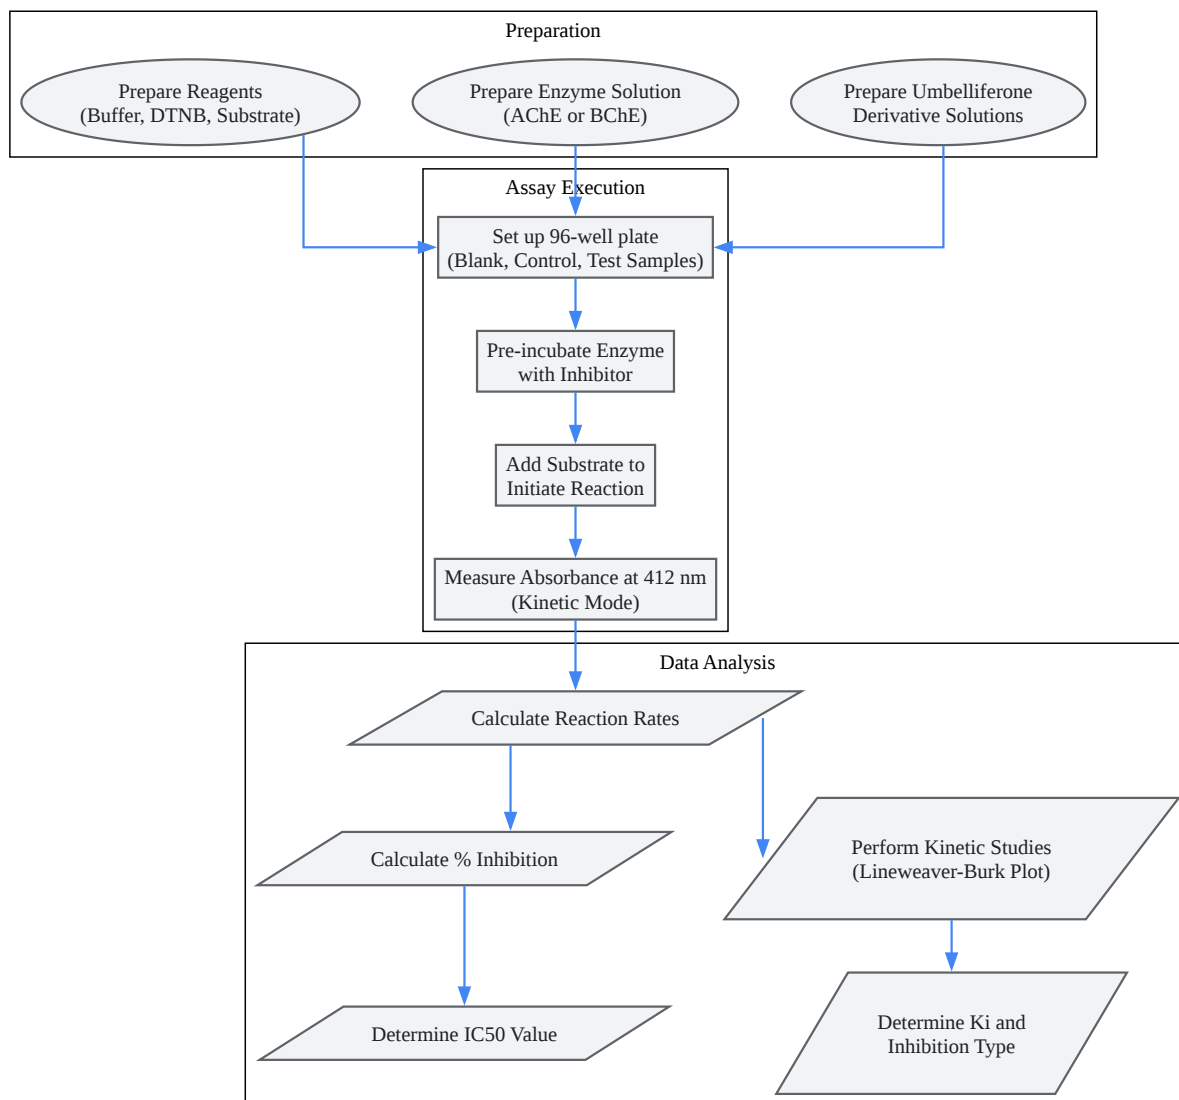 Preparation
Prepare Reagents
(Buffer, DTNB, Substrate)
Prepare Enzyme Solution
(AChE or BChE)
Prepare Umbelliferone
Derivative Solutions
Assay Execution
Set up 96-well plate
(Blank, Control, Test Samples)
Pre-incubate Enzyme
with Inhibitor
Add Substrate to
Initiate Reaction
Measure Absorbance at 412 nm
(Kinetic Mode)
Data Analysis
Calculate Reaction Rates
Calculate % Inhibition
Perform Kinetic Studies
(Lineweaver-Burk Plot)
Determine IC50 Value
Determine Ki and
Inhibition Type